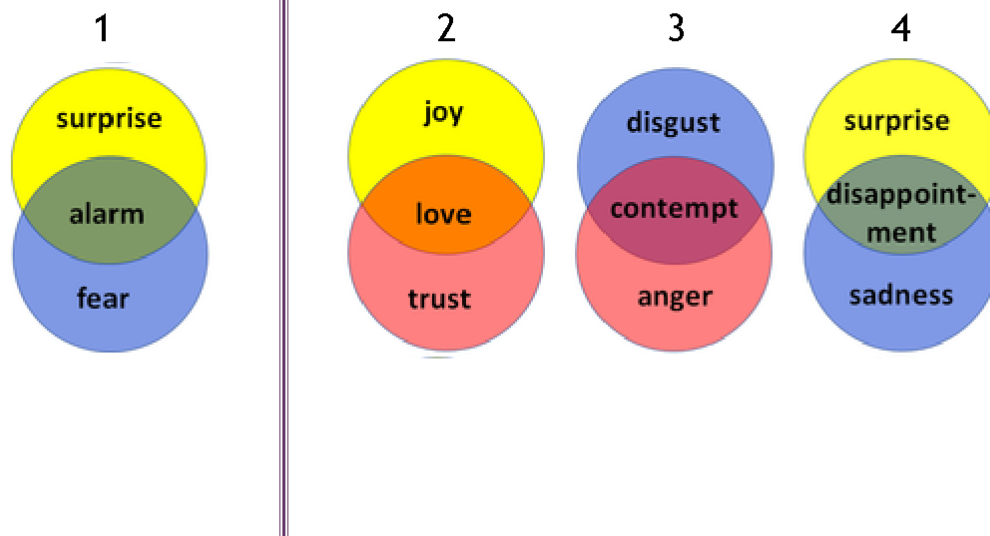 1
surprise
alarm
fear
2
joy
love
trust
3
disgust
contempt
anger
4
surprise
disappoint-
ment
sadness